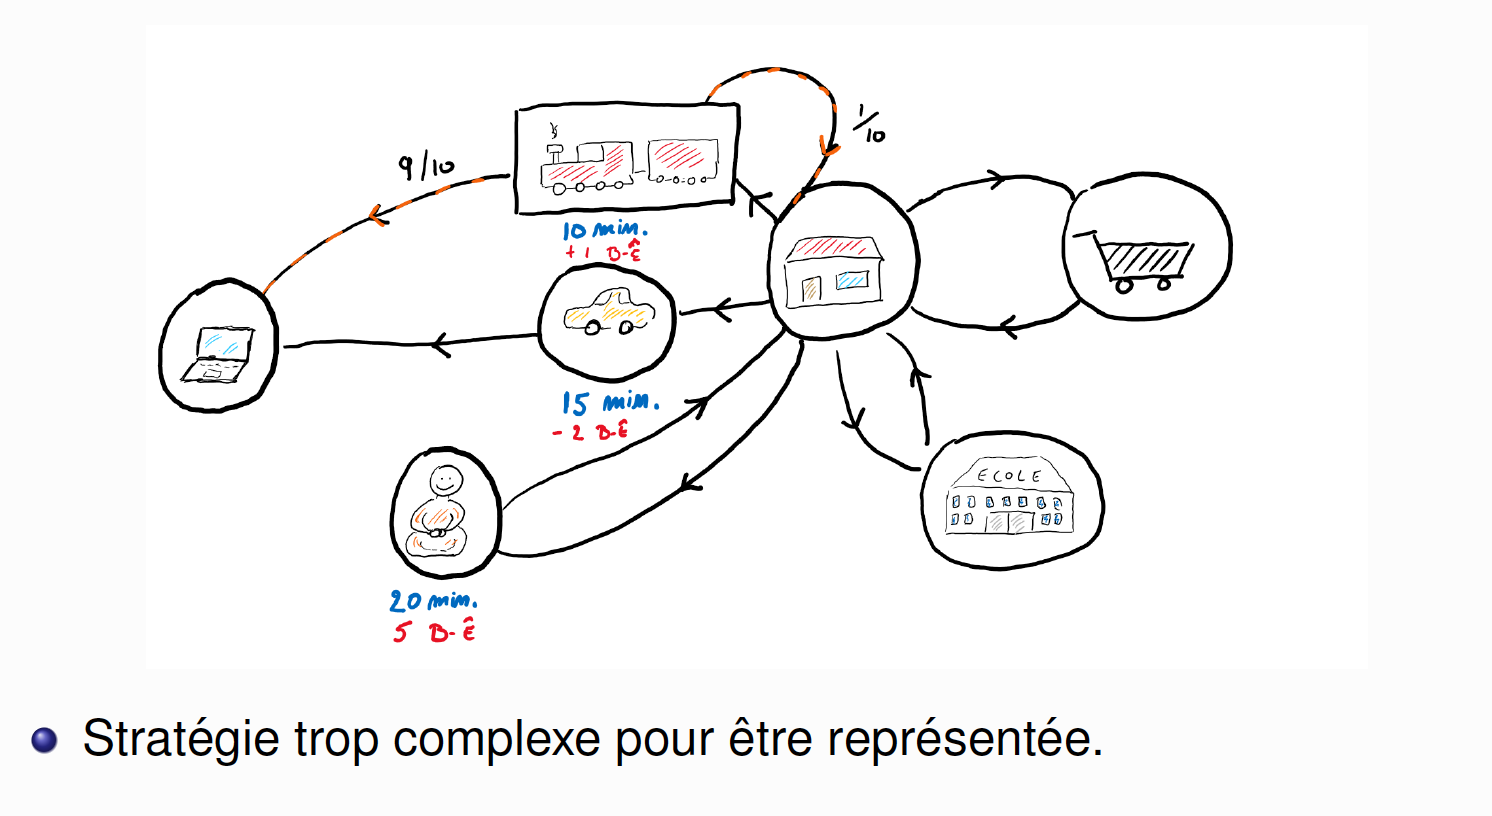 1/10
9/10
10 min.
+ 1 B-Ê
15 min.
- 2 B-Ê
ECOLE
20 min.
5 B-Ê
Stratégie trop complexe pour être représentée.